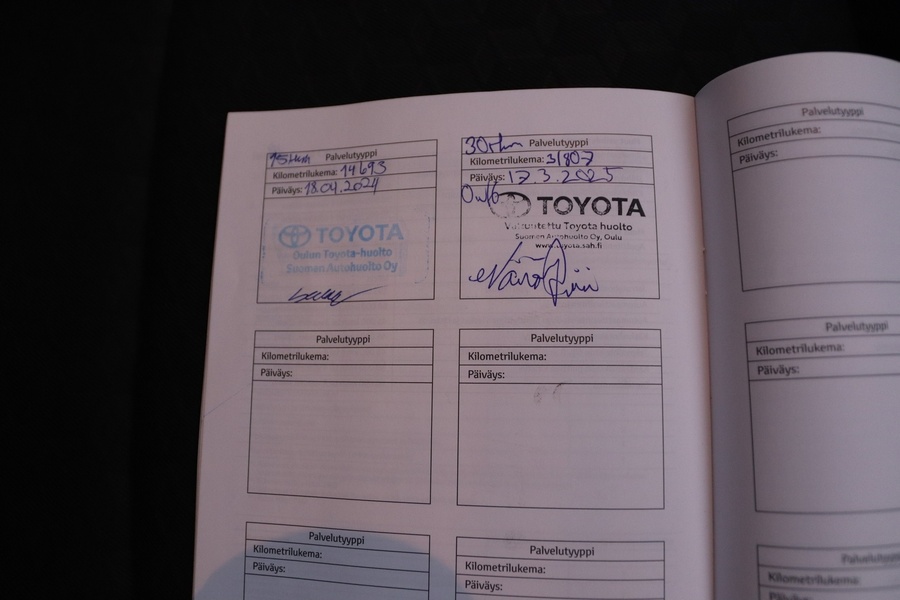 15tkm Palvelutyyppi
Kilometrilukema: 14693
Päiväys: 18.04.2024
TOYOTA
Oulun Toyota-huolto
Suomen Autohuolto Oy
30tkm Palvelutyyppi
Kilometrilukema: 31807
Päiväys: 17.3.2025
0w16
TOYOTA
Valtuutettu Toyota huolto
Suomen Autohuolto Oy, Oulu
www.toyota.sah.fi
Palvelutyyppi
Kilometrilukema:
Päiväys:
Palvelutyyppi
Kilometrilukema:
Päiväys:
Palvelutyyppi
Kilometrilukema:
Päiväys:
Palvelutyyppi
Kilometrilukema:
Päiväys:
Palvelutyyppi
Kilometrilukema:
Päiväys:
Palvelutyyppi
Kilometrilukema:
Päiväys:
Palvelutyyppi
Kilometrilukema:
Päiväys: